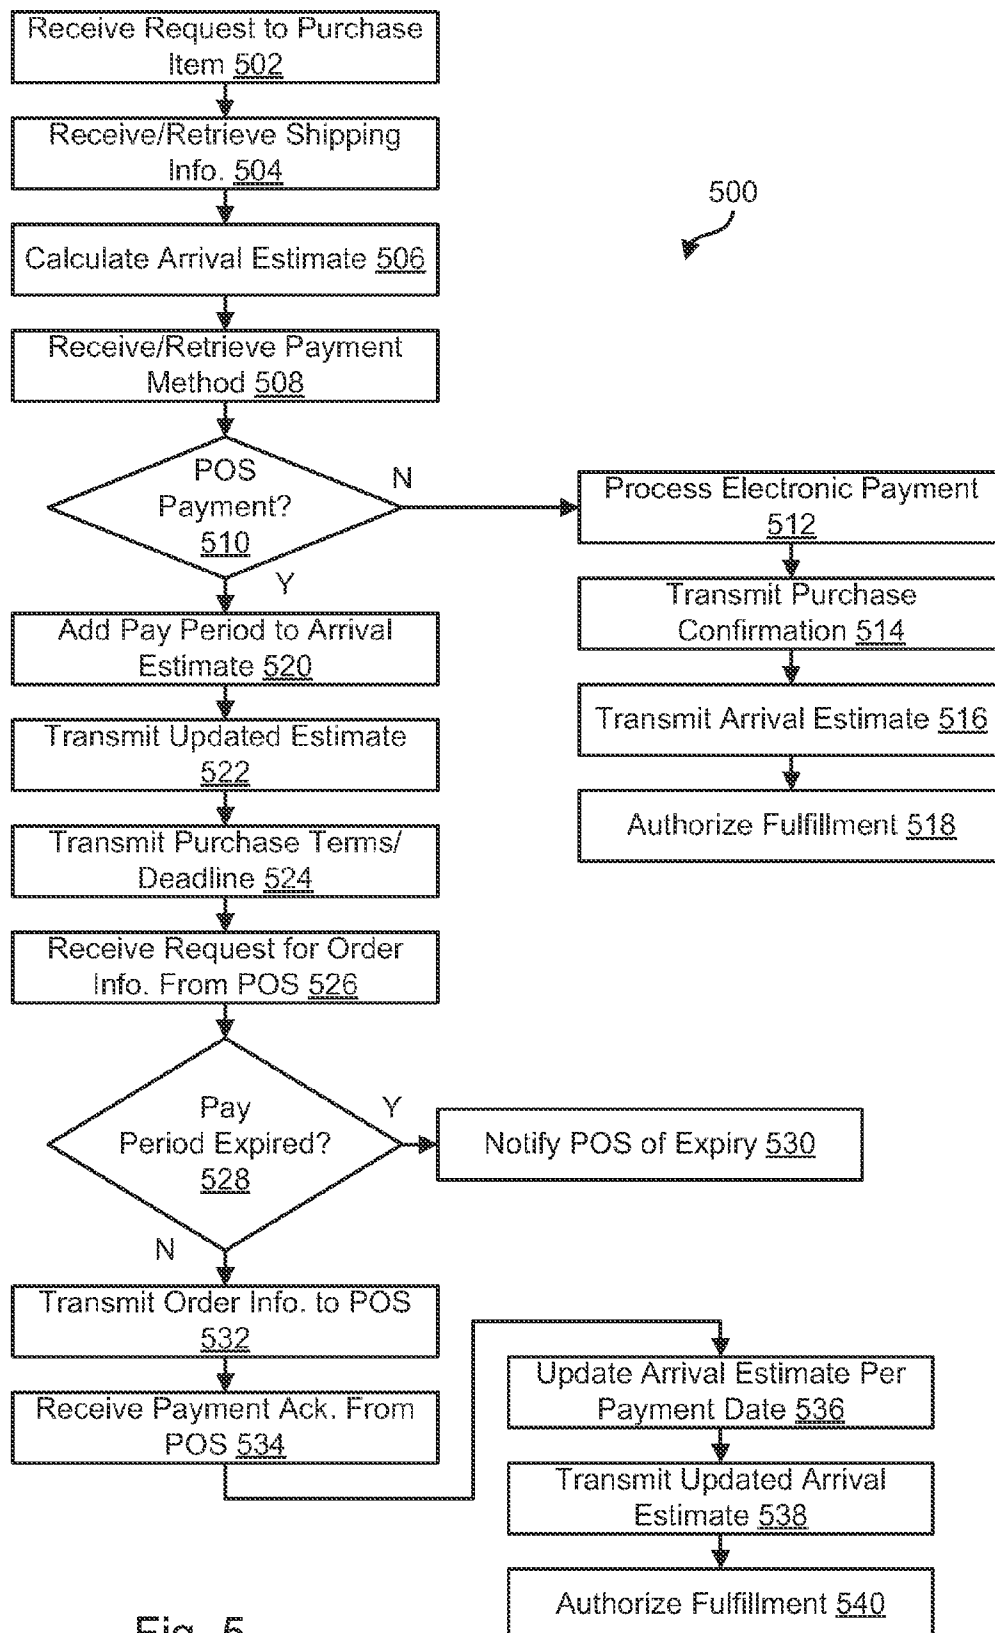 Receive Request to Purchase
Item 502
Receive/Retrieve Shipping
Info. 504
500
Calculate Arrival Estimate 506
Receive/Retrieve Payment
Method 508
POS
Payment?
510
N
Y
Process Electronic Payment
512
Transmit Purchase
Confirmation 514
Transmit Arrival Estimate 516
Authorize Fulfillment 518
Add Pay Period to Arrival
Estimate 520
Transmit Updated Estimate
522
Transmit Purchase Terms/
Deadline 524
Receive Request for Order
Info. From POS 526
Pay
Period Expired?
528
Y
Notify POS of Expiry 530
N
Transmit Order Info. to POS
532
Receive Payment Ack. From
POS 534
Update Arrival Estimate Per
Payment Date 536
Transmit Updated Arrival
Estimate 538
Authorize Fulfillment 540
Fig. 5